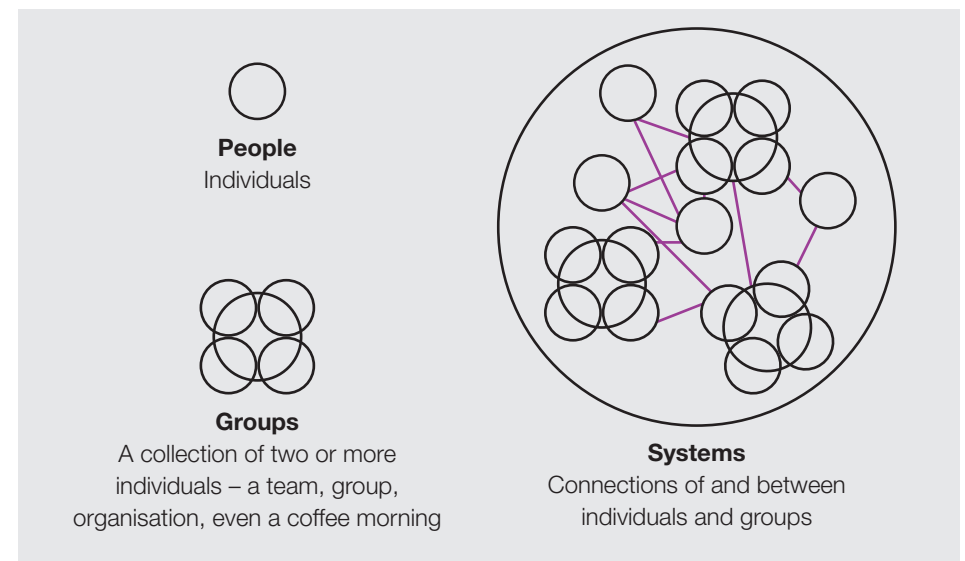 People
Individuals
Groups
A collection of two or more
individuals – a team, group,
organisation, even a coffee morning
Systems
Connections of and between
individuals and groups